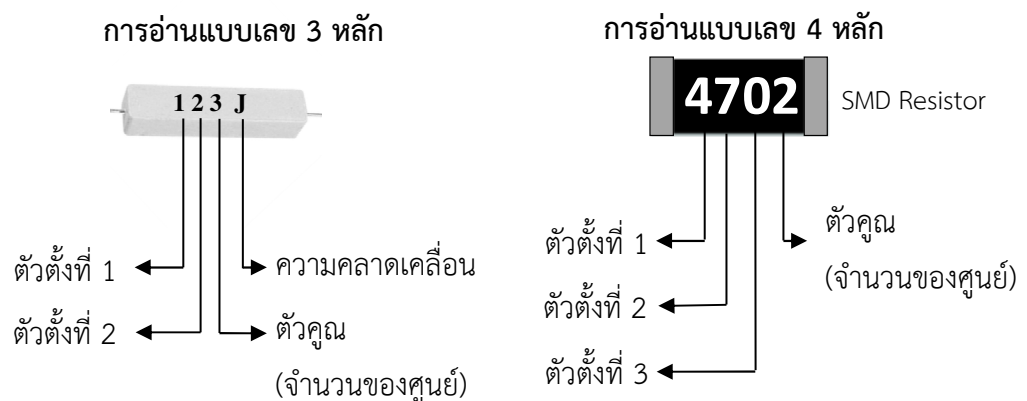 การอ่านแบบเลข 3 หลัก
1 2 3 J
ตัวตั้งที่ 1
ความคลาดเคลื่อน
ตัวตั้งที่ 2
ตัวคูณ
(จำนวนของศูนย์)
การอ่านแบบเลข 4 หลัก
4702
SMD Resistor
ตัวตั้งที่ 1
ตัวคูณ
(จำนวนของศูนย์)
ตัวตั้งที่ 2
ตัวตั้งที่ 3